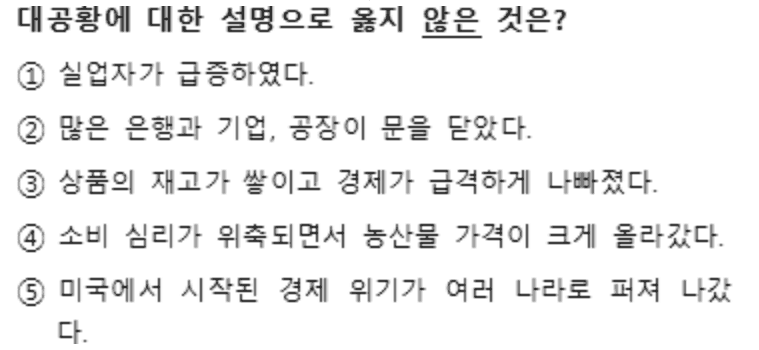 대공황에 대한 설명으로 옳지 않은 것은?
① 실업자가 급증하였다.
② 많은 은행과 기업, 공장이 문을 닫았다.
③ 상품의 재고가 쌓이고 경제가 급격하게 나빠졌다.
④ 소비 심리가 위축되면서 농산물 가격이 크게 올라갔다.
⑤ 미국에서 시작된 경제 위기가 여러 나라로 퍼져 나갔
다.